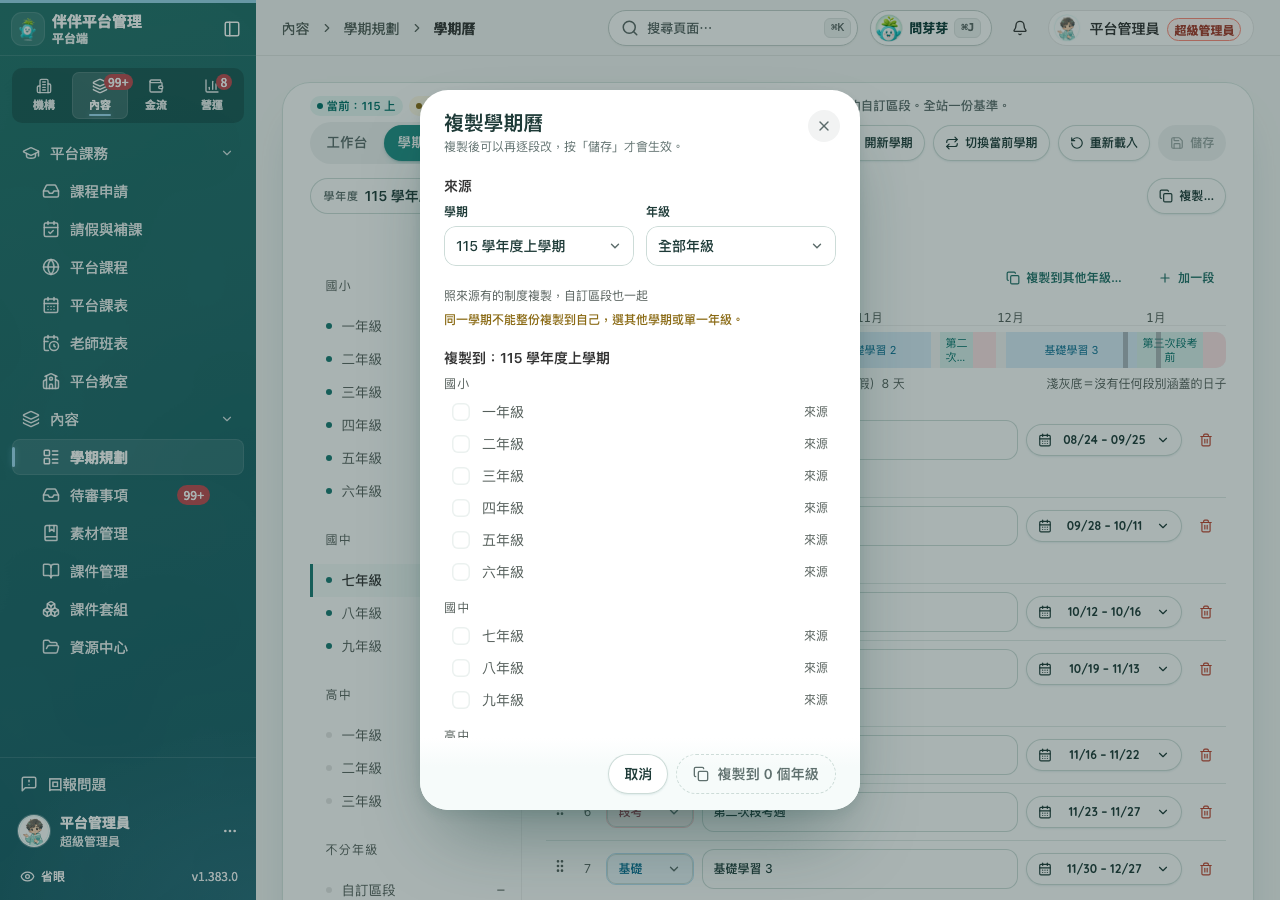 伴伴平台管理
平台端
機構
內容
99+
金流
營運
8
平台課務
課程申請
請假與補課
平台課程
平台課表
老師班表
平台教室
內容
學期規劃
待審事項
99+
素材管理
課件管理
課件套組
資源中心
回報問題
平台管理員
超級管理員
省眼
v1.383.0
內容
學期規劃
學期曆
搜尋頁面…
⌘K
問芽芽
⌘J
平台管理員
超級管理員
當前：115 上
自訂區段。全站一份基準。
工作台
學期
開新學期
切換當前學期
重新載入
儲存
學年度 115 學年
複製...
國小
一年級
二年級
三年級
四年級
五年級
六年級
國中
七年級
八年級
九年級
高中
一年級
二年級
三年級
不分年級
自訂區段
–
複製到其他年級...
加一段
11月
12月
1月
學習 2
第二次...
基礎學習 3
第三次段考前
假）8 天
淺灰底＝沒有任何段別涵蓋的日子
08/24 – 09/25
09/28 – 10/11
10/12 – 10/16
10/19 – 11/13
11/16 – 11/22
6
段考
第二次段考週
11/23 – 11/27
7
基礎
基礎學習 3
11/30 – 12/27
複製學期曆
複製後可以再逐段改，按「儲存」才會生效。
來源
學期
年級
115 學年度上學期
全部年級
照來源有的制度複製，自訂區段也一起
同一學期不能整份複製到自己，選其他學期或單一年級。
複製到：115 學年度上學期
國小
一年級 來源
二年級 來源
三年級 來源
四年級 來源
五年級 來源
六年級 來源
國中
七年級 來源
八年級 來源
九年級 來源
高中
取消
複製到 0 個年級